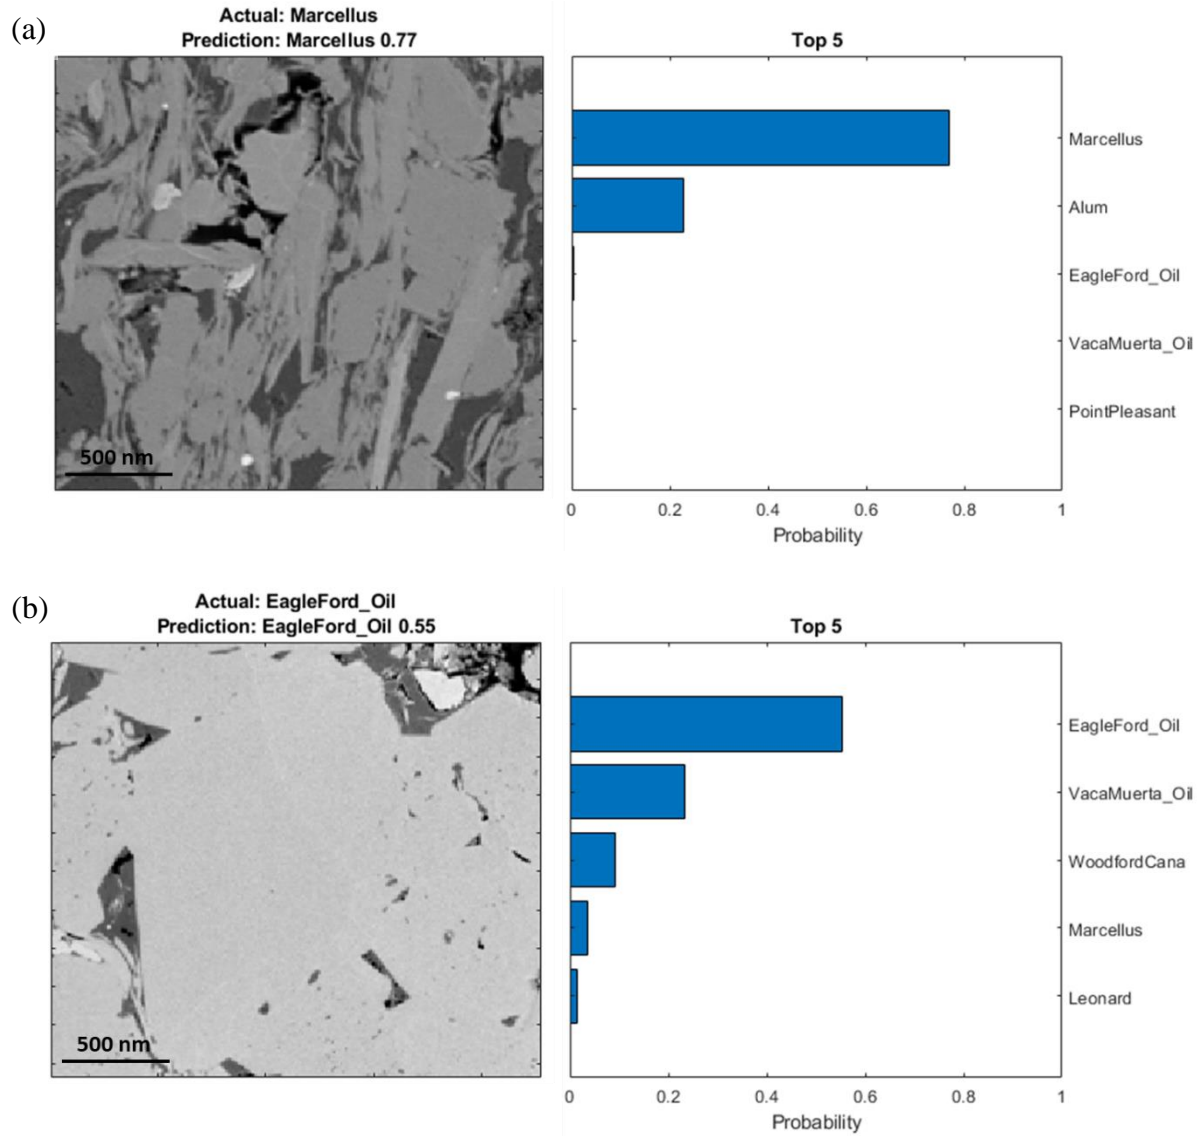 (a)
Actual: Marcellus
Prediction: Marcellus 0.77
500 nm
Top 5
Marcellus
Alum
EagleFord_Oil
VacaMuerta_Oil
PointPleasant
0 0.2 0.4 0.6 0.8 1
Probability
(b)
Actual: EagleFord_Oil
Prediction: EagleFord_Oil 0.55
500 nm
Top 5
EagleFord_Oil
VacaMuerta_Oil
WoodfordCana
Marcellus
Leonard
0 0.2 0.4 0.6 0.8 1
Probability